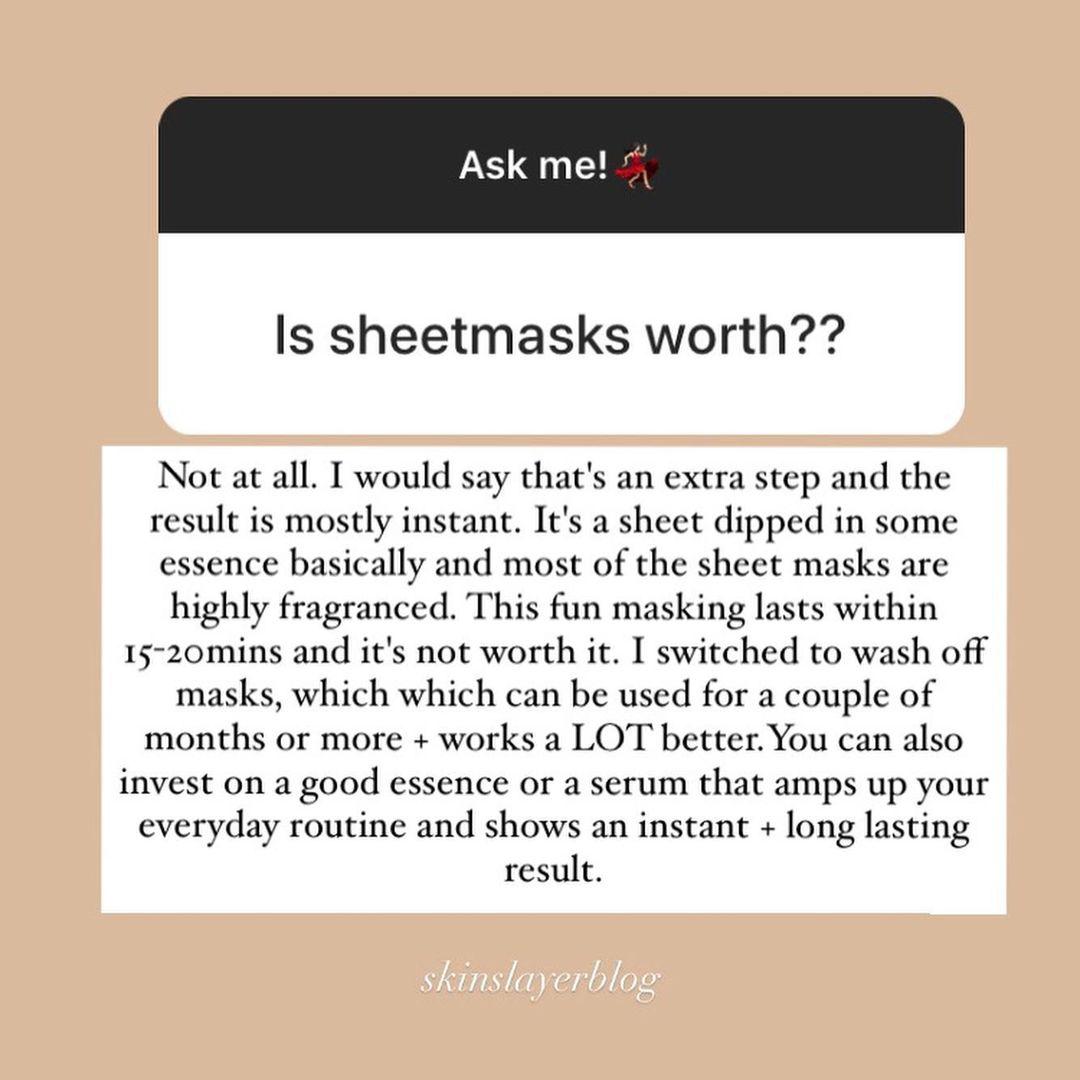 Ask me!💃
Is sheetmasks worth??
Not at all. I would say that's an extra step and the
result is mostly instant. It's a sheet dipped in some
essence basically and most of the sheet masks are
highly fragranced. This fun masking lasts within
15-20mins and it's not worth it. I switched to wash off
masks, which which can be used for a couple of
months or more + works a LOT better.You can also
invest on a good essence or a serum that amps up your
everyday routine and shows an instant + long lasting
result.
skinslayerblog